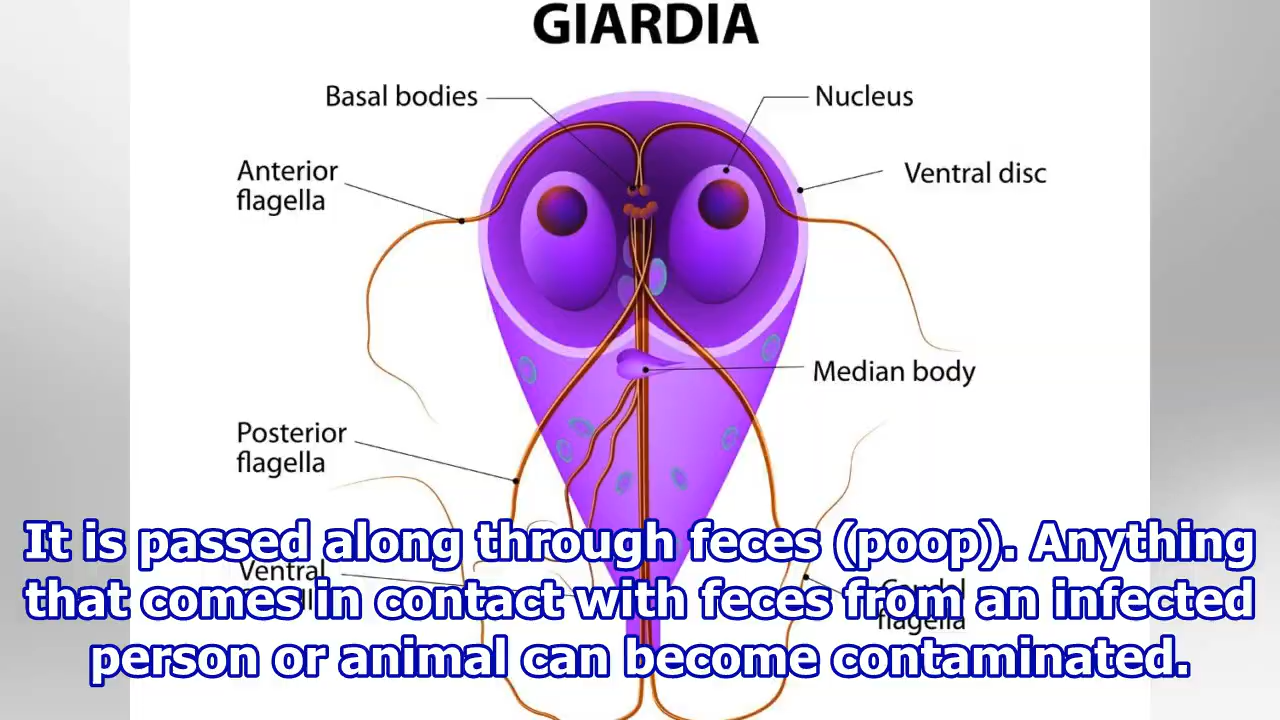 GIARDIA
Basal bodies
Nucleus
Anterior
flagella
Ventral disc
Median body
Posterior
flagella
It is passed along through feces (poop). Anything
Ventral
that comes in contact with feces from an infected
flagella
person or animal can become contaminated.